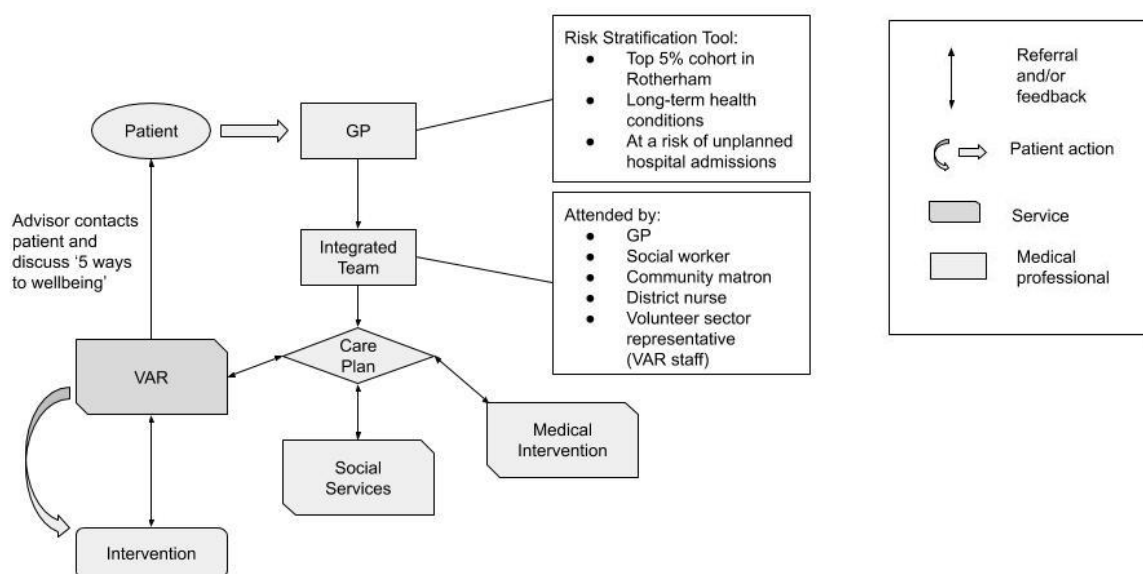 Patient
GP
Risk Stratification Tool:
● Top 5% cohort in
Rotherham
● Long-term health
conditions
● At a risk of unplanned
hospital admissions
Advisor contacts
patient and
discuss ‘5 ways
to wellbeing’
Integrated
Team
Attended by:
● GP
● Social worker
● Community matron
● District nurse
● Volunteer sector
representative
(VAR staff)
VAR
Care
Plan
Medical
Intervention
Social
Services
Intervention
Referral
and/or
feedback
Patient action
Service
Medical
professional